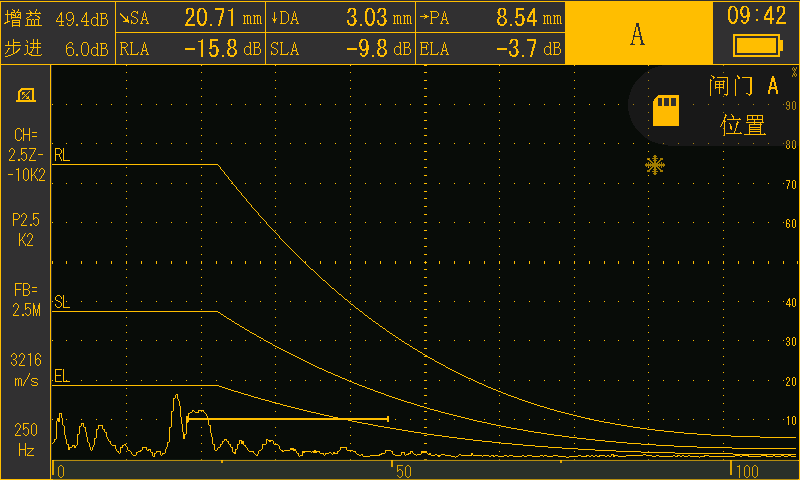 增益 49.4dB
步进 6.0dB
↘SA 20.71 mm
RLA -15.8 dB
↓DA 3.03 mm
SLA -9.8 dB
→PA 8.54 mm
ELA -3.7 dB
A
09:42
闸门 A
位置
CH=
2.5Z-
-10K2
P2.5
K2
FB=
2.5M
3216
m/s
250
Hz
RL
SL
EL
%
90
80
70
60
50
40
30
20
10
0
50
100